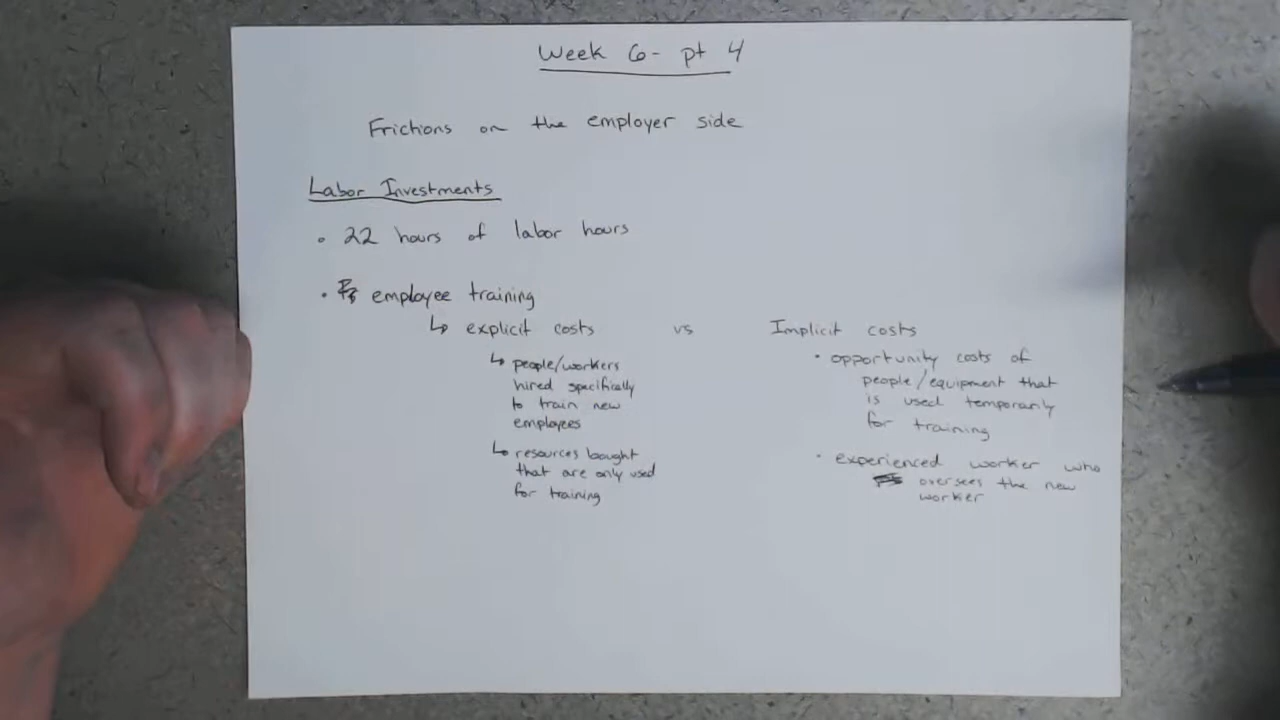 Week 6- pt 4
Frictions on the employer side
Labor Investments
• 22 hours of labor hours
• employee training
↳ explicit costs vs Implicit costs
↳ people/workers
hired specifically
to train new
employees
↳ resources bought
that are only used
for training
• opportunity costs of
people/equipment that
is used temporarily
for training
• experienced worker who
oversees the new
worker